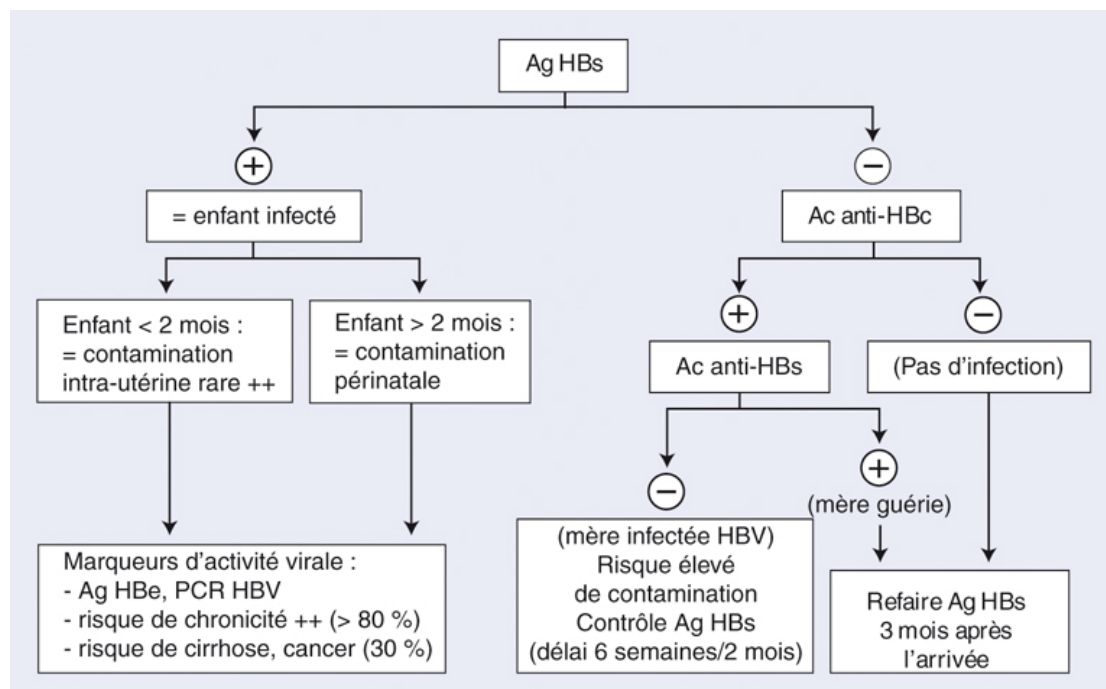 Ag HBs
+
−
= enfant infecté
Ac anti-HBc
Enfant < 2 mois :
= contamination
intra-utérine rare ++
Enfant > 2 mois :
= contamination
périnatale
+
−
Ac anti-HBs
(Pas d’infection)
−
+
(mère guérie)
Marqueurs d’activité virale :
- Ag HBe, PCR HBV
- risque de chronicité ++ (> 80 %)
- risque de cirrhose, cancer (30 %)
(mère infectée HBV)
Risque élevé
de contamination
Contrôle Ag HBs
(délai 6 semaines/2 mois)
Refaire Ag HBs
3 mois après
l’arrivée